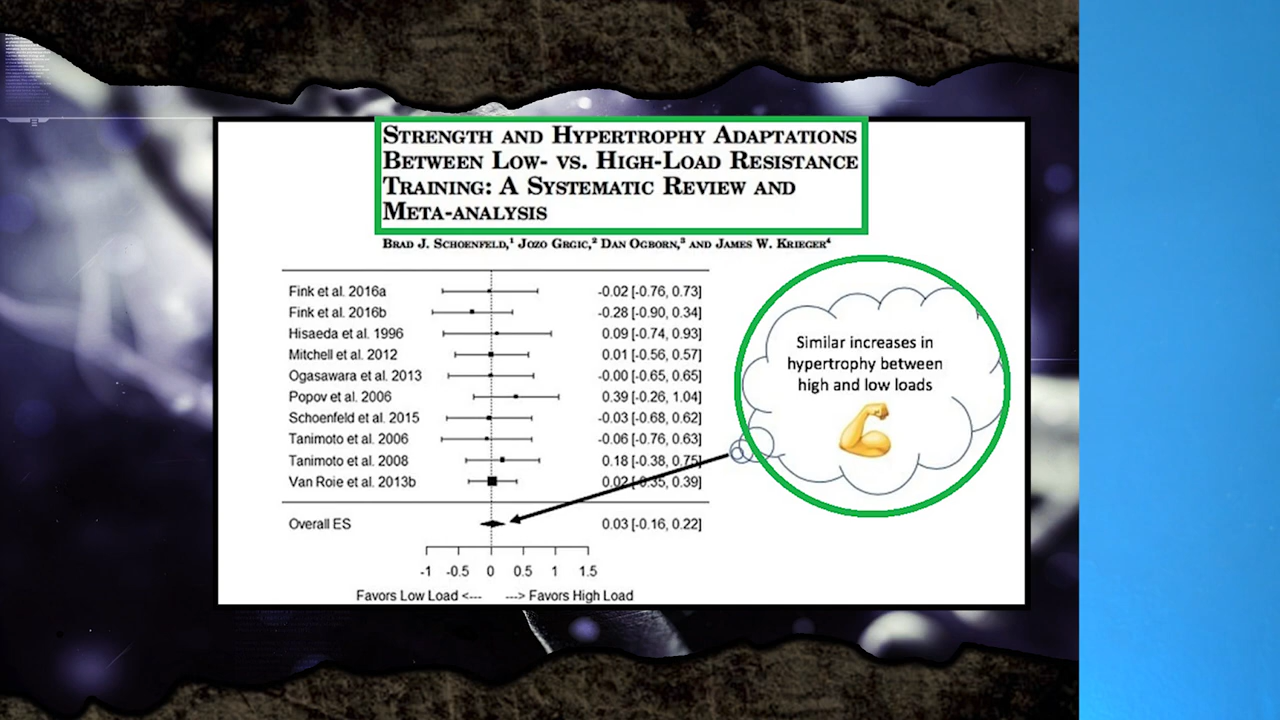 STRENGTH AND HYPERTROPHY ADAPTATIONS
BETWEEN LOW- VS. HIGH-LOAD RESISTANCE
TRAINING: A SYSTEMATIC REVIEW AND
META-ANALYSIS
BRAD J. SCHOENFELD,¹ JOZO GRGIC,² DAN OGBORN,³ AND JAMES W. KRIEGER⁴
Fink et al. 2016a -0.02 [-0.76, 0.73]
Fink et al. 2016b -0.28 [-0.90, 0.34]
Hisaeda et al. 1996 0.09 [-0.74, 0.93]
Mitchell et al. 2012 0.01 [-0.56, 0.57]
Ogasawara et al. 2013 -0.00 [-0.65, 0.65]
Popov et al. 2006 0.39 [-0.26, 1.04]
Schoenfeld et al. 2015 -0.03 [-0.68, 0.62]
Tanimoto et al. 2006 -0.06 [-0.76, 0.63]
Tanimoto et al. 2008 0.18 [-0.38, 0.75]
Van Roie et al. 2013b 0.02 [-0.35, 0.39]
Overall ES 0.03 [-0.16, 0.22]
-1 -0.5 0 0.5 1 1.5
Favors Low Load <--- ---> Favors High Load
Similar increases in
hypertrophy between
high and low loads